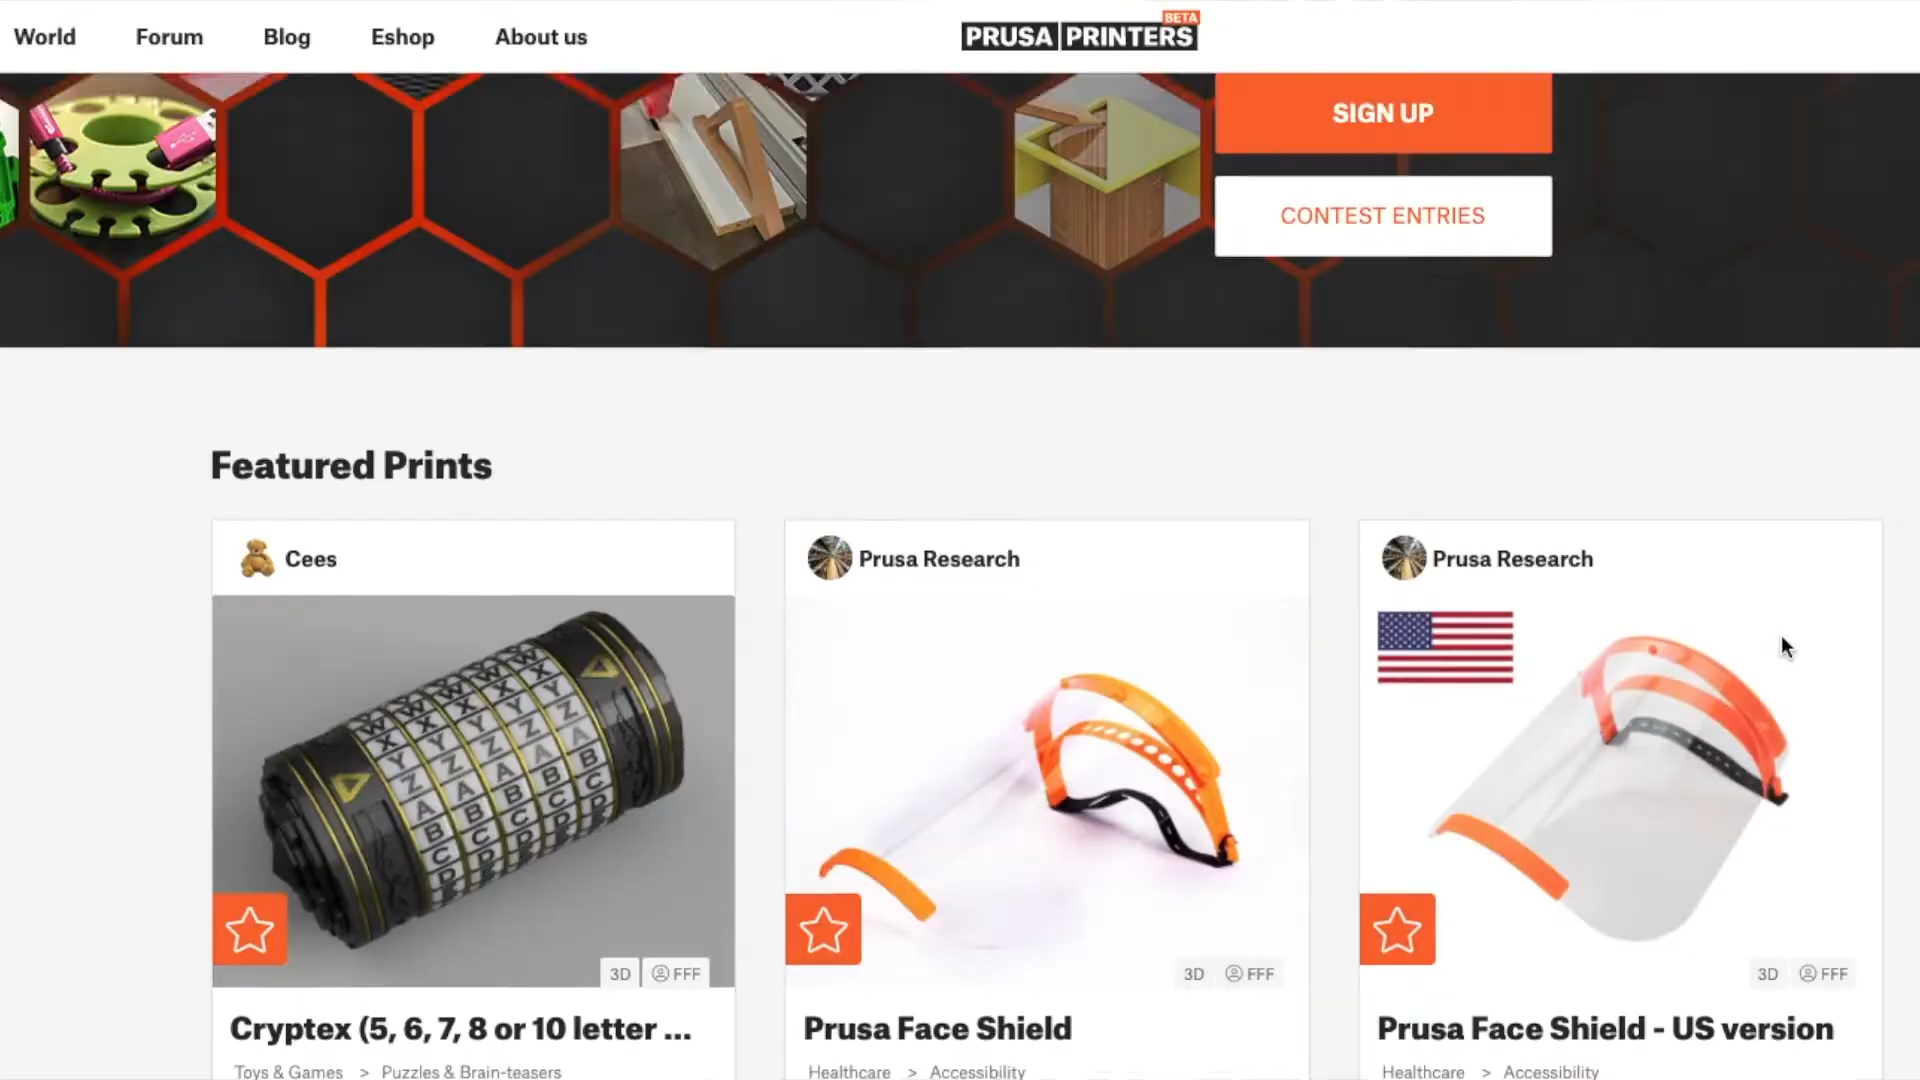 World Forum Blog Eshop About us PRUSA PRINTERS BETA
SIGN UP
CONTEST ENTRIES
Featured Prints
Cees
Prusa Research
Prusa Research
W W W W W
X X X X X
Y Y Y Y Y
Z Z Z Z Z
A A A A A
B B B B B
C C C C C
D D D D D
3D FFF
3D FFF
3D FFF
Cryptex (5, 6, 7, 8 or 10 letter ...
Toys & Games > Puzzles & Brain-teasers
Prusa Face Shield
Healthcare > Accessibility
Prusa Face Shield - US version
Healthcare > Accessibility